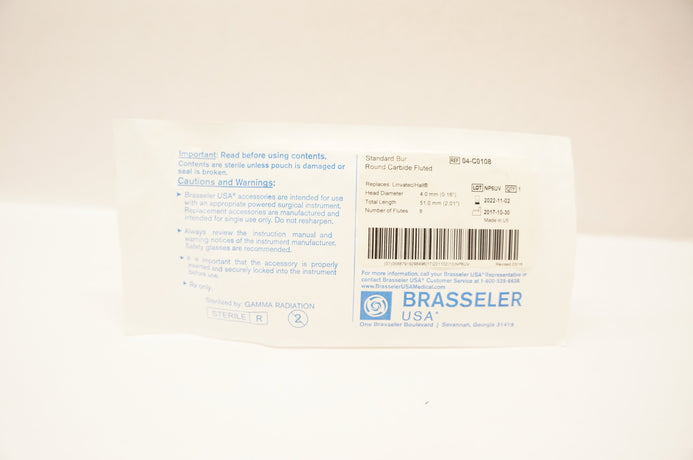 Important: Read before using contents.
Contents are sterile unless pouch is damaged or
seal is broken.
Cautions and Warnings:
▸ Brasseler USA® accessories are intended for use
with an appropriate powered surgical instrument.
Replacement accessories are manufactured and
intended for single use only. Do not resharpen.
▸ Always review the instruction manual and
warning notices of the instrument manufacturer.
Safety glasses are recommended.
▸ It is important that the accessory is properly
inserted and securely locked into the instrument
before use.
▸ Rx only.
Sterilized by: GAMMA RADIATION
STERILE R
2
Standard Bur
Round Carbide Fluted
REF 04-C0108
Replaces: Linvatec/Hall®
Head Diameter 4.0 mm (0.16")
Total Length 51.0 mm (2.01")
Number of Flutes 8
LOT NP6UV QTY 1
2022-11-02
2017-10-30
Made in US
For more information, call your Brasseler USA® Representative or
contact Brasseler USA® Customer Service at 1-800-535-6638
www.BrasselerUSAMedical.com
BRASSELER
USA®
One Brasseler Boulevard | Savannah, Georgia 31419